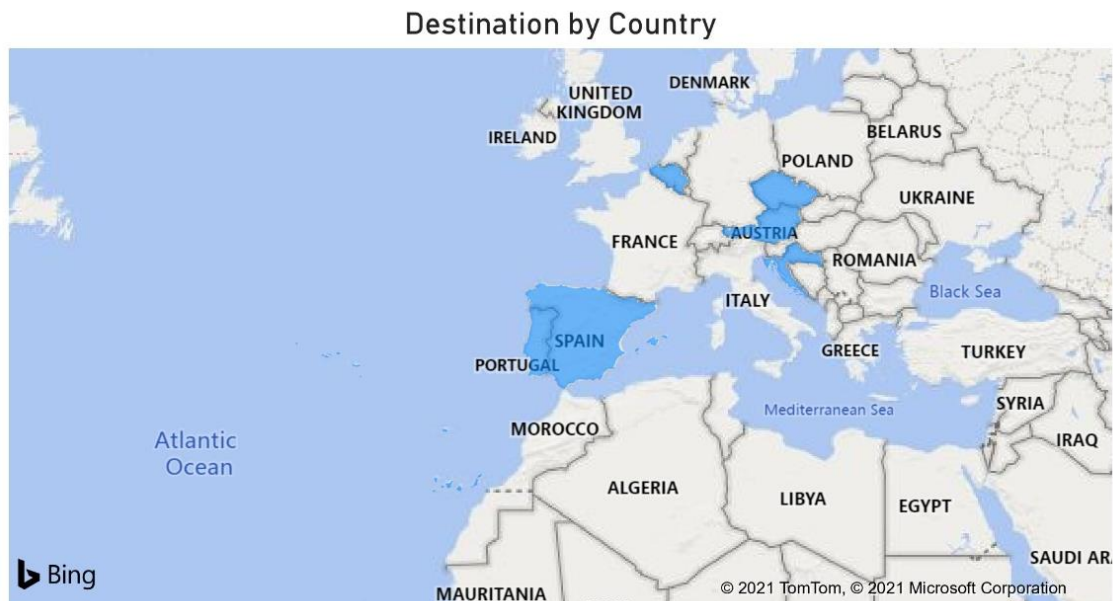 Destination by Country
DENMARK
UNITED
KINGDOM
IRELAND
BELARUS
POLAND
UKRAINE
AUSTRIA
FRANCE
ROMANIA
Black Sea
ITALY
SPAIN
GREECE
TURKEY
PORTUGAL
SYRIA
Mediterranean Sea
MOROCCO
IRAQ
Atlantic
Ocean
ALGERIA
LIBYA
EGYPT
SAUDI AR
Bing
MAURITANIA
© 2021 TomTom, © 2021 Microsoft Corporation